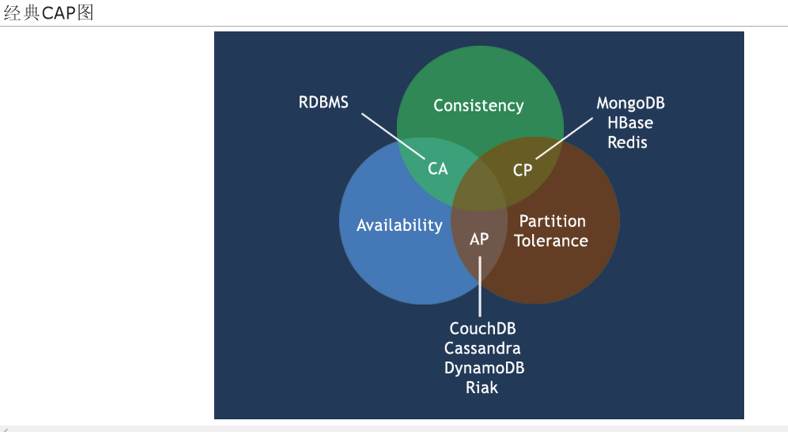 经典CAP图
RDBMS
Consistency
MongoDB
HBase
Redis
CA
CP
Availability
Partition
Tolerance
AP
CouchDB
Cassandra
DynamoDB
Riak